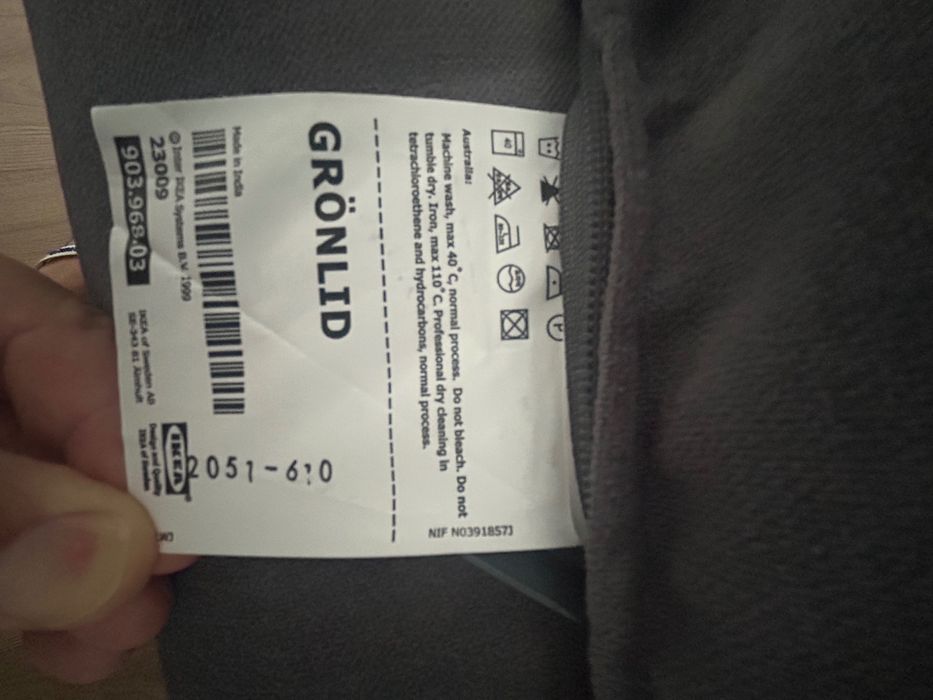 40
Australia:
Machine wash, max 40°C, normal process. Do not bleach. Do not
tumble dry. Iron, max 110°C. Professional dry cleaning in
tetrachloroethene and hydrocarbons, normal process.
NIF N0391857J
GRÖNLID
Made in India
© Inter IKEA Systems B.V. 1999
23009
903.968.03
IKEA of Sweden AB
SE-343 81 Älmhult
IKEA
Design and Quality
IKEA of Sweden